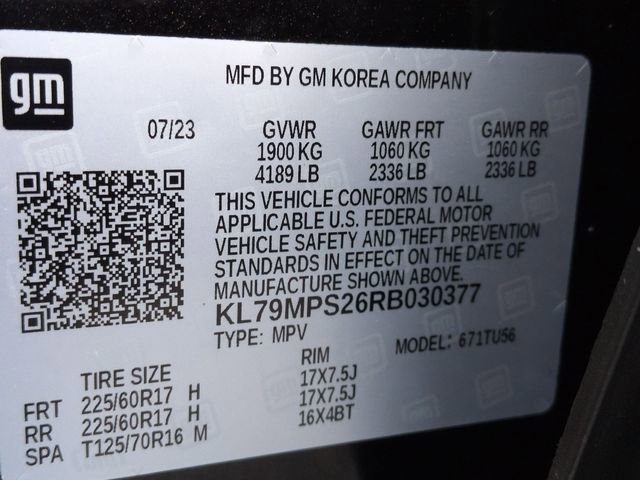 gm
MFD BY GM KOREA COMPANY
07/23 GVWR GAWR FRT GAWR RR
1900 KG 1060 KG 1060 KG
4189 LB 2336 LB 2336 LB
THIS VEHICLE CONFORMS TO ALL
APPLICABLE U.S. FEDERAL MOTOR
VEHICLE SAFETY AND THEFT PREVENTION
STANDARDS IN EFFECT ON THE DATE OF
MANUFACTURE SHOWN ABOVE.
KL79MPS26RB030377
TYPE: MPV MODEL: 671TU56
TIRE SIZE RIM
FRT 225/60R17 H 17X7.5J
RR 225/60R17 H 17X7.5J
SPA T125/70R16 M 16X4BT